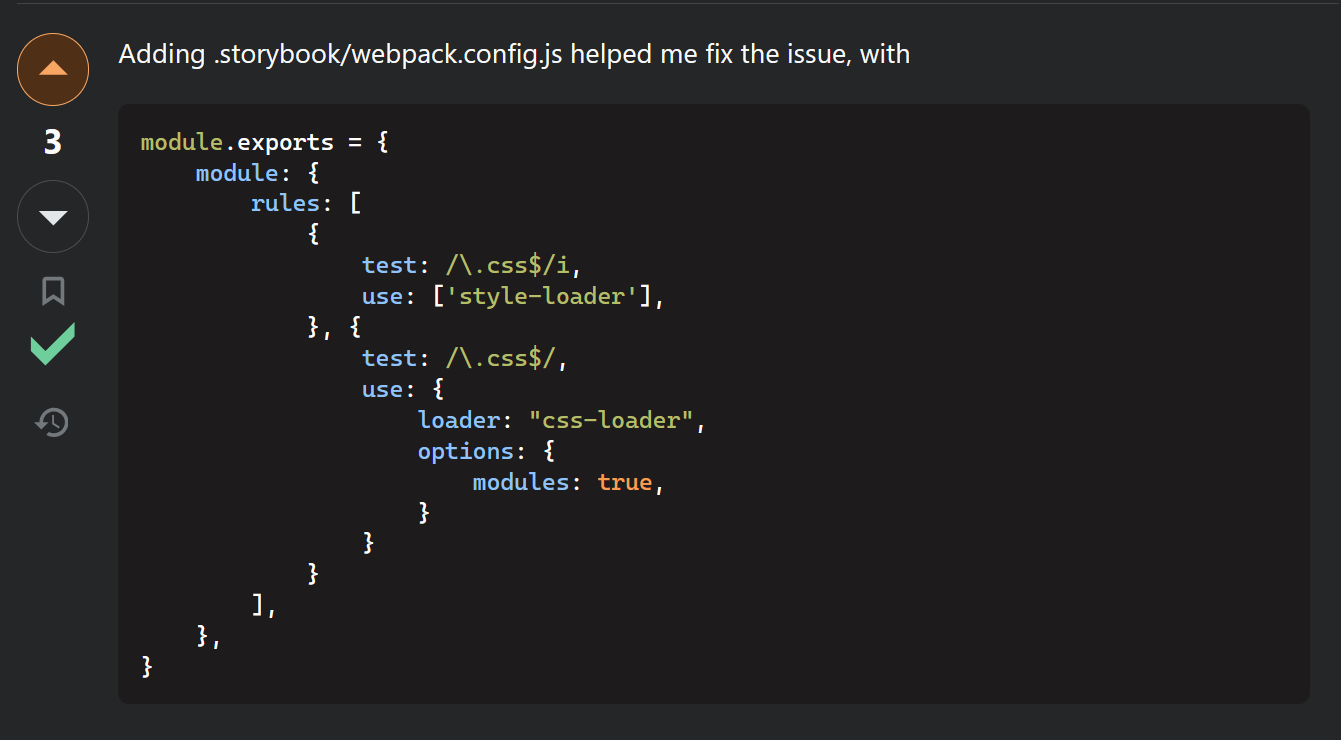 Adding .storybook/webpack.config.js helped me fix the issue, with
3
module.exports = {
    module: {
        rules: [
            {
                test: /\.css$/i,
                use: ['style-loader'],
            }, {
                test: /\.css$/,
                use: {
                    loader: "css-loader",
                    options: {
                        modules: true,
                    }
                }
            }
        ],
    },
}